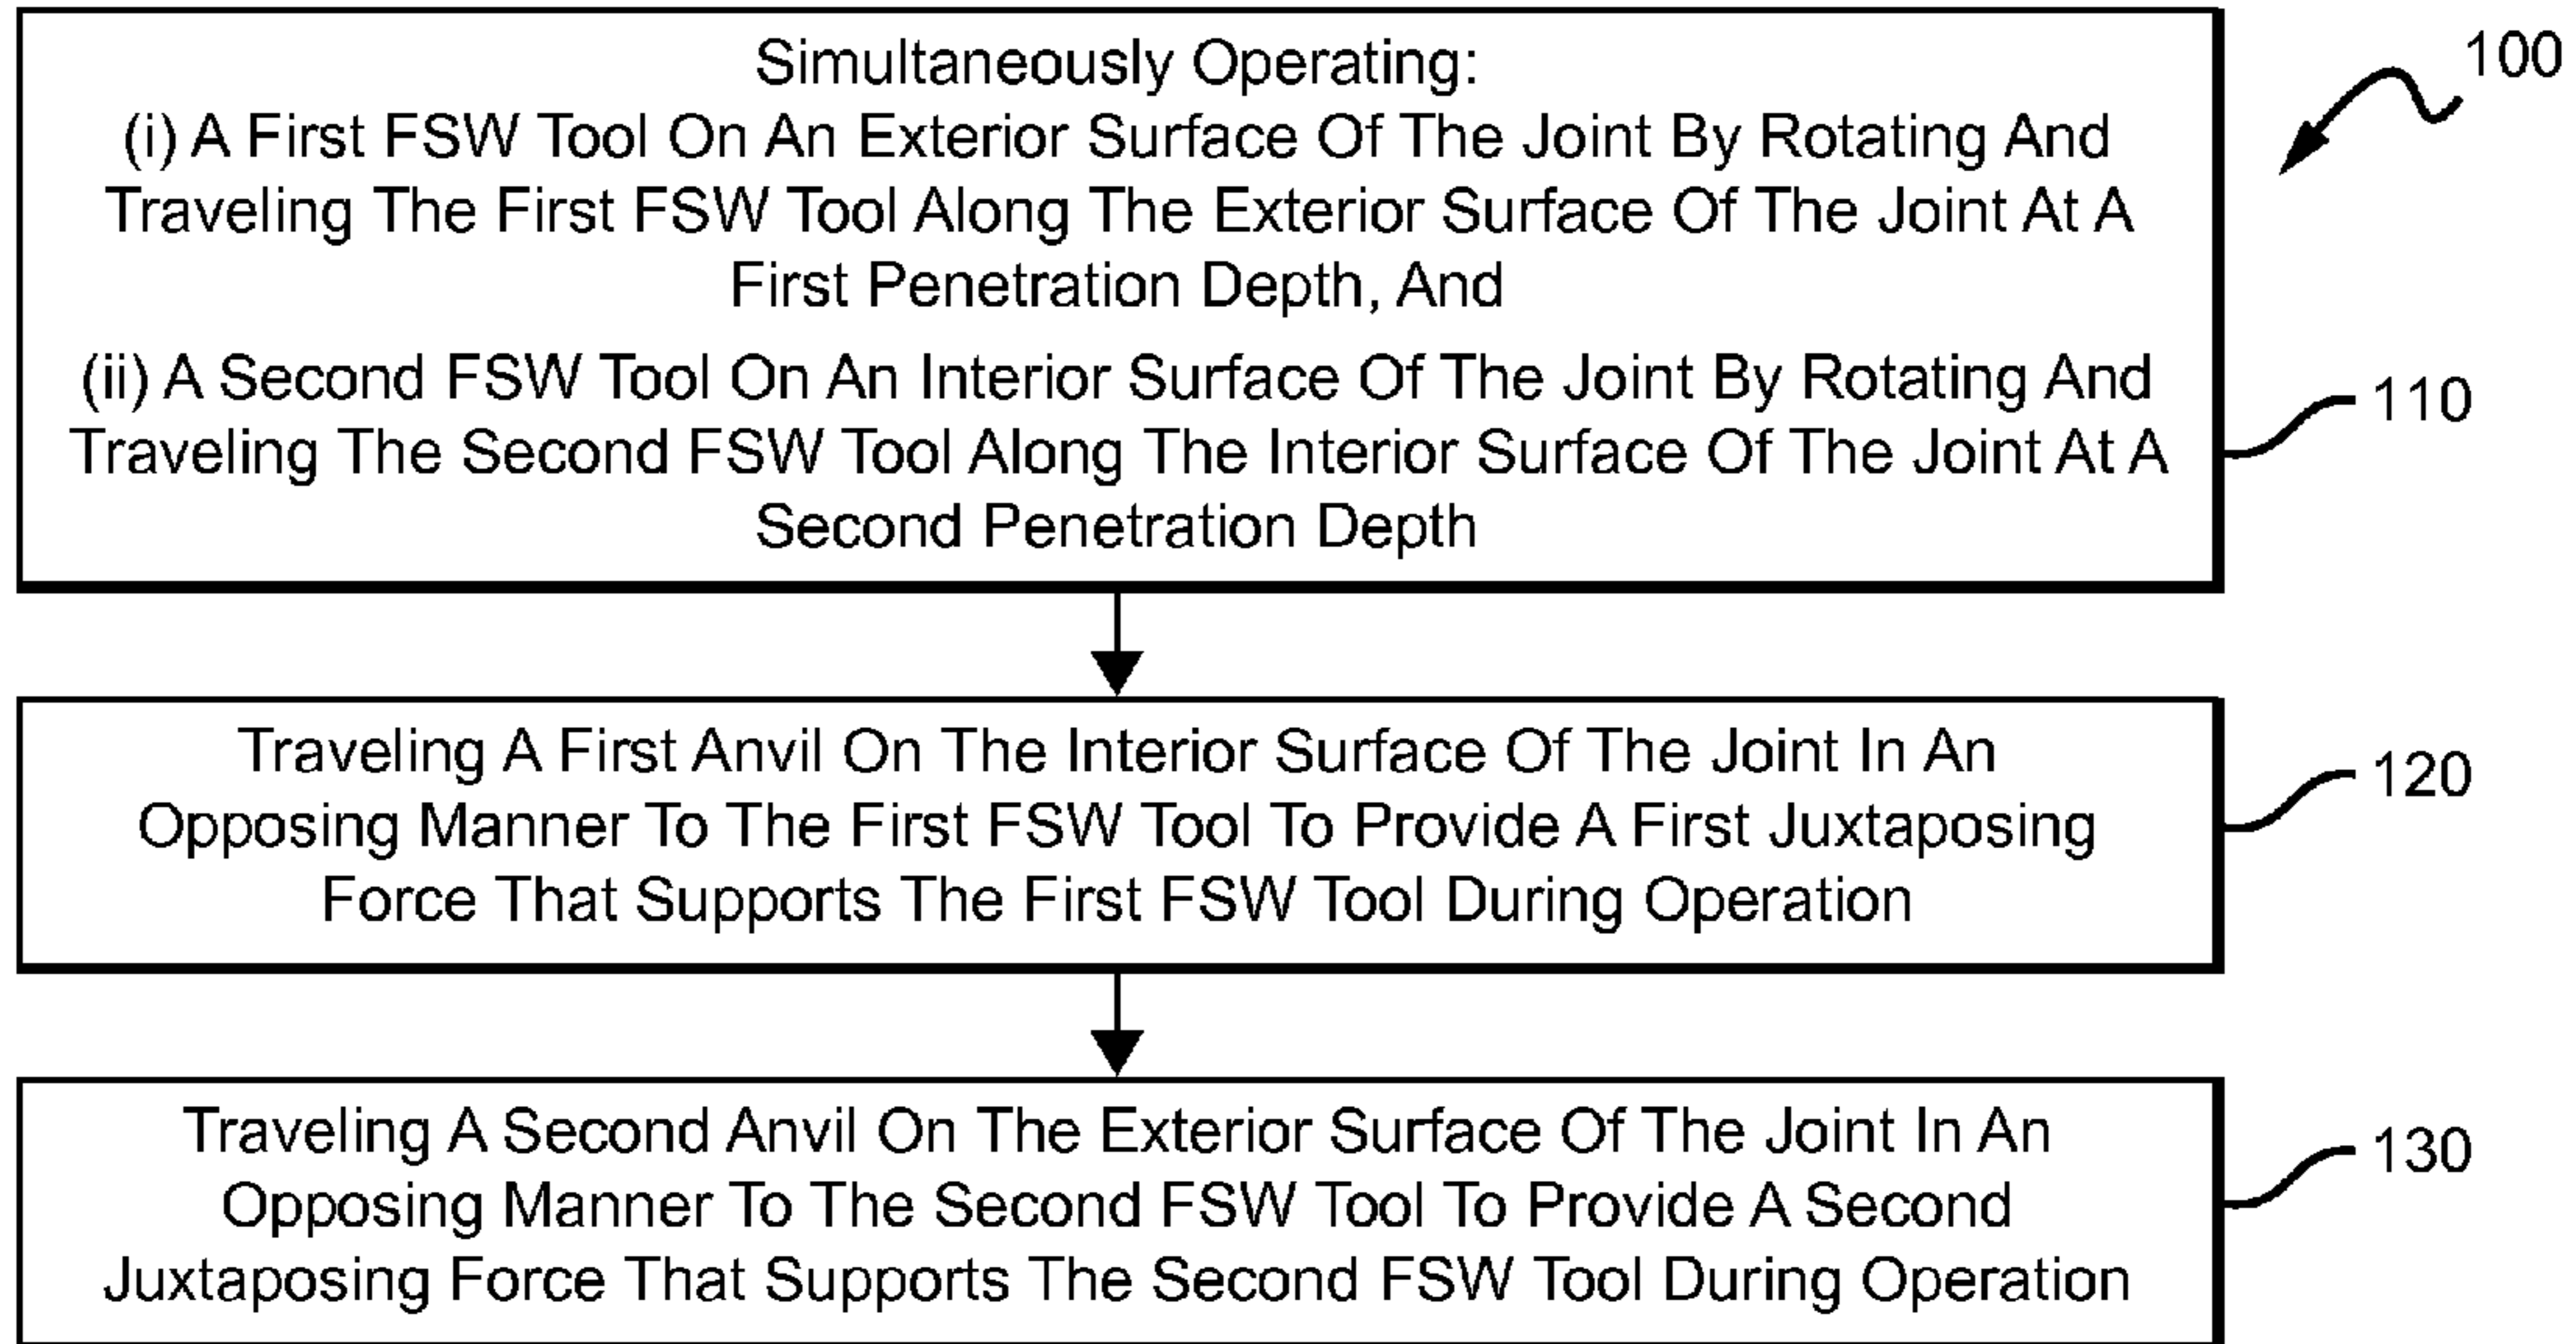 Simultaneously Operating:
(i) A First FSW Tool On An Exterior Surface Of The Joint By Rotating And
Traveling The First FSW Tool Along The Exterior Surface Of The Joint At A
First Penetration Depth, And
(ii) A Second FSW Tool On An Interior Surface Of The Joint By Rotating And
Traveling The Second FSW Tool Along The Interior Surface Of The Joint At A
Second Penetration Depth
100
110
Traveling A First Anvil On The Interior Surface Of The Joint In An
Opposing Manner To The First FSW Tool To Provide A First Juxtaposing
Force That Supports The First FSW Tool During Operation
120
Traveling A Second Anvil On The Exterior Surface Of The Joint In An
Opposing Manner To The Second FSW Tool To Provide A Second
Juxtaposing Force That Supports The Second FSW Tool During Operation
130